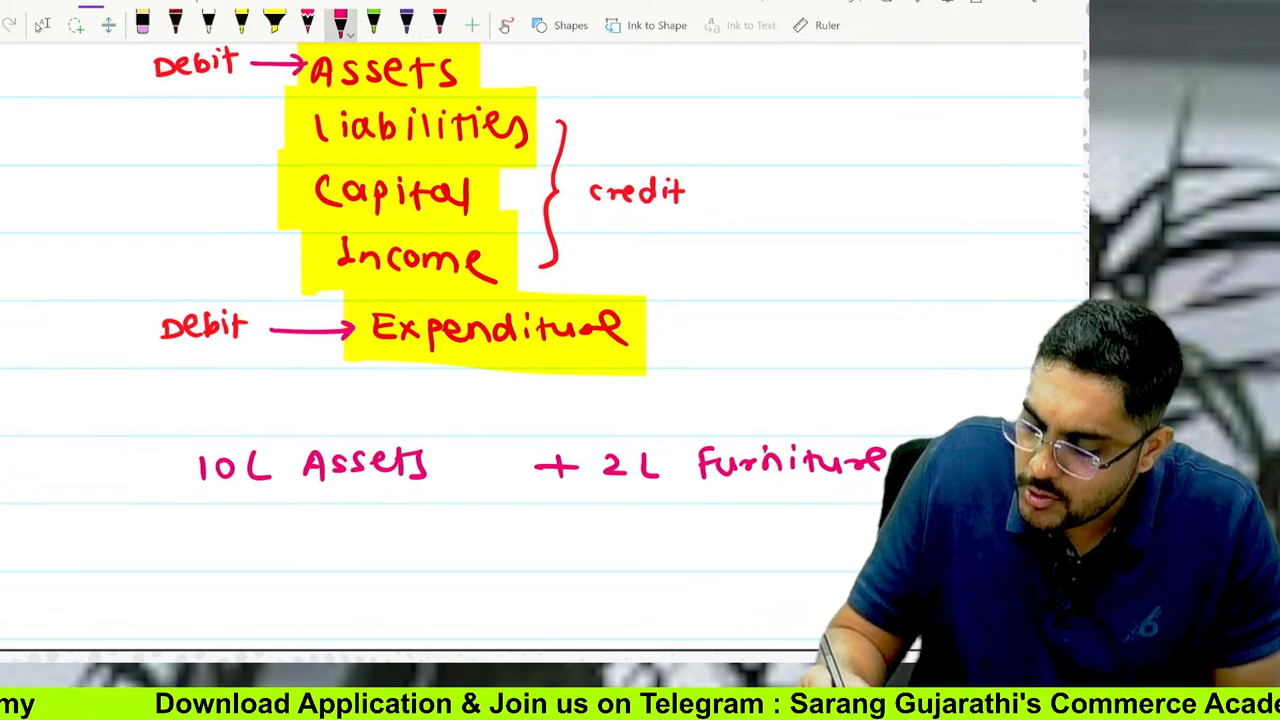 Shapes Ink to Shape Ink to Text Ruler
Debit Assets
Liabilities
Capital credit
Income
Debit Expenditure
10L Assets + 2L Furniture
my Download Application & Join us on Telegram : Sarang Gujarathi's Commerce Acade